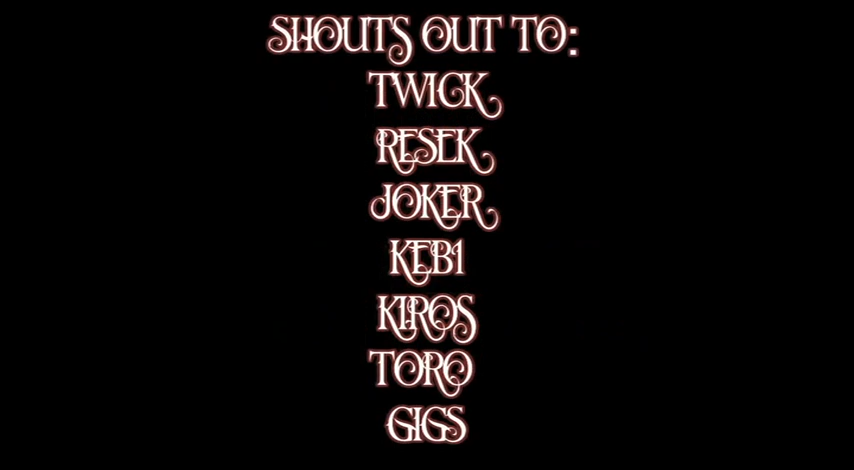 SHOUTS OUT TO:
TWICK
RESEK
JOKER
KEB1
KIROS
TORO
GIGS